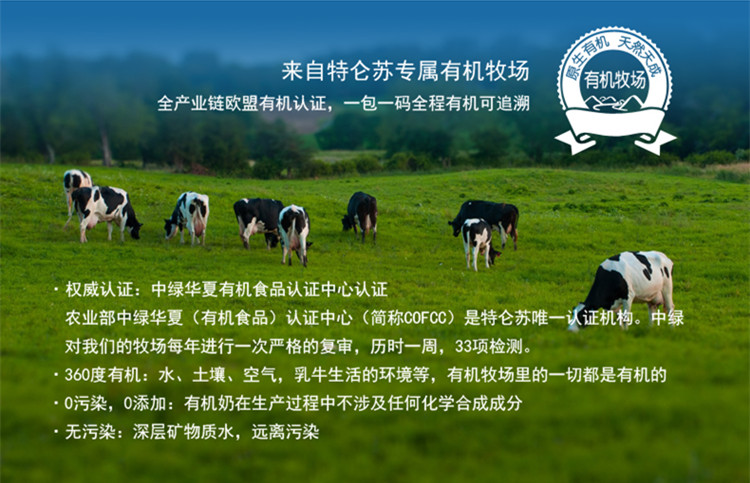 来自特仑苏专属有机牧场
全产业链欧盟有机认证，一包一码全程有机可追溯
原生有机 天然天成
有机牧场
·权威认证：中绿华夏有机食品认证中心认证
农业部中绿华夏（有机食品）认证中心（简称COFCC）是特仑苏唯一认证机构。中绿
对我们的牧场每年进行一次严格的复审，历时一周，33项检测。
·360度有机：水、土壤、空气，乳牛生活的环境等，有机牧场里的一切都是有机的
·0污染，0添加：有机奶在生产过程中不涉及任何化学合成成分
·无污染：深层矿物质水，远离污染